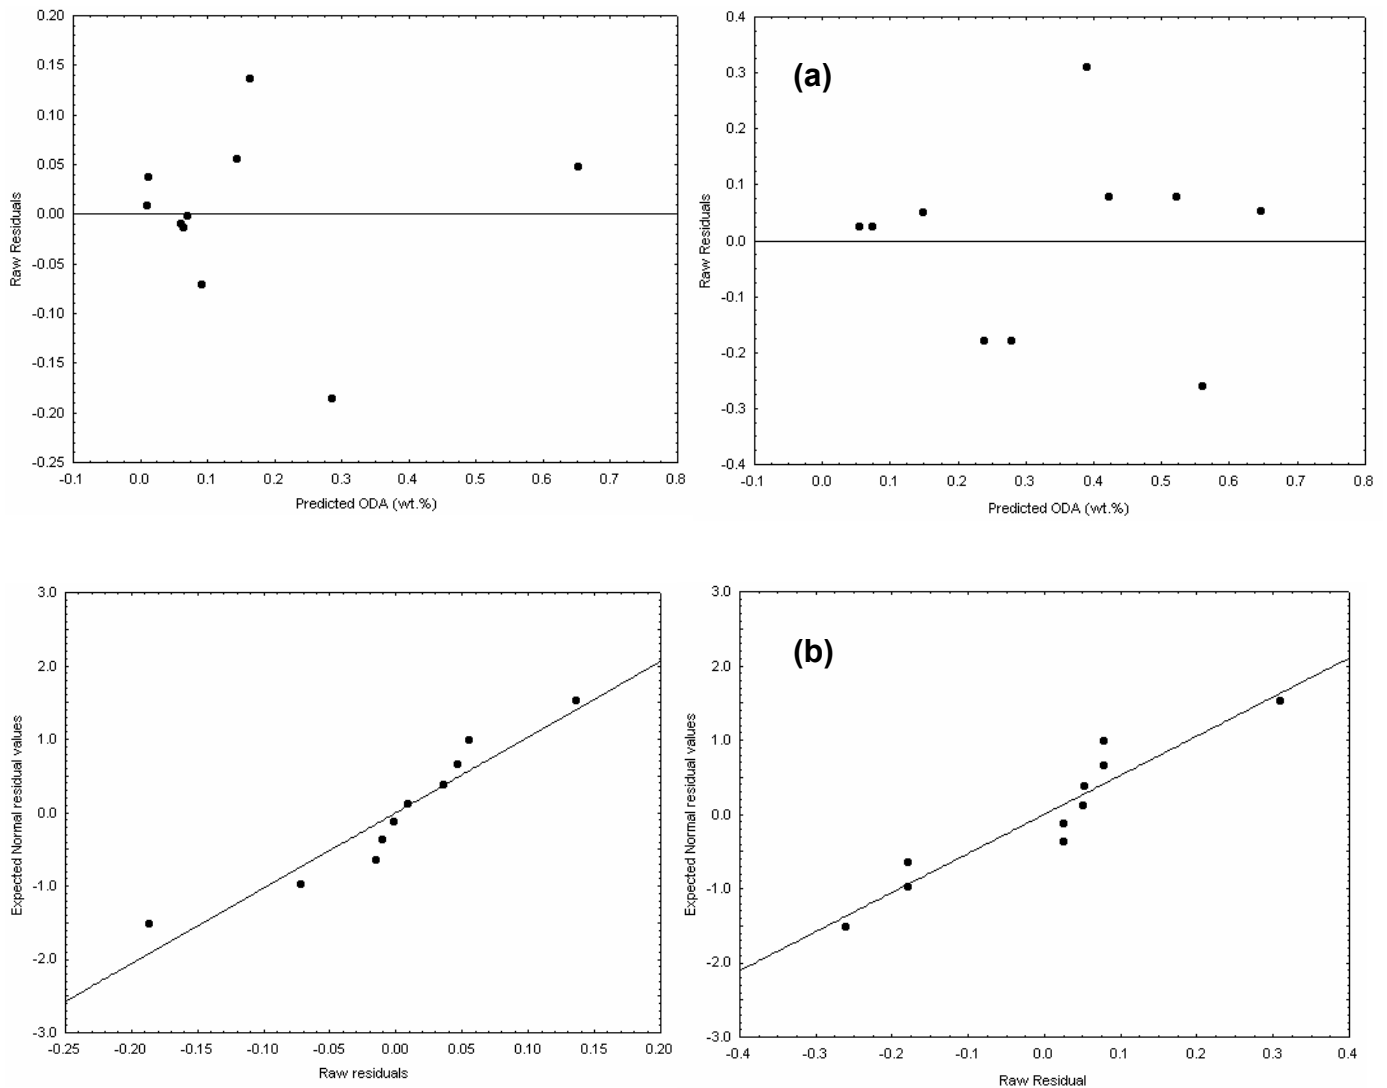 0.20
0.15
0.10
0.05
0.00
-0.05
-0.10
-0.15
-0.20
-0.25
Raw Residuals
-0.1 0.0 0.1 0.2 0.3 0.4 0.5 0.6 0.7 0.8
Predicted ODA (wt.%)
(a)
0.4
0.3
0.2
0.1
0.0
-0.1
-0.2
-0.3
-0.4
Raw Residuals
-0.1 0.0 0.1 0.2 0.3 0.4 0.5 0.6 0.7 0.8
Predicted ODA (wt.%)
3.0
2.0
1.0
0.0
-1.0
-2.0
-3.0
Expected Normal residual values
-0.25 -0.20 -0.15 -0.10 -0.05 0.00 0.05 0.10 0.15 0.20
Raw residuals
(b)
3.0
2.0
1.0
0.0
-1.0
-2.0
-3.0
Expected Normal residual values
-0.4 -0.3 -0.2 -0.1 0.0 0.1 0.2 0.3 0.4
Raw Residual